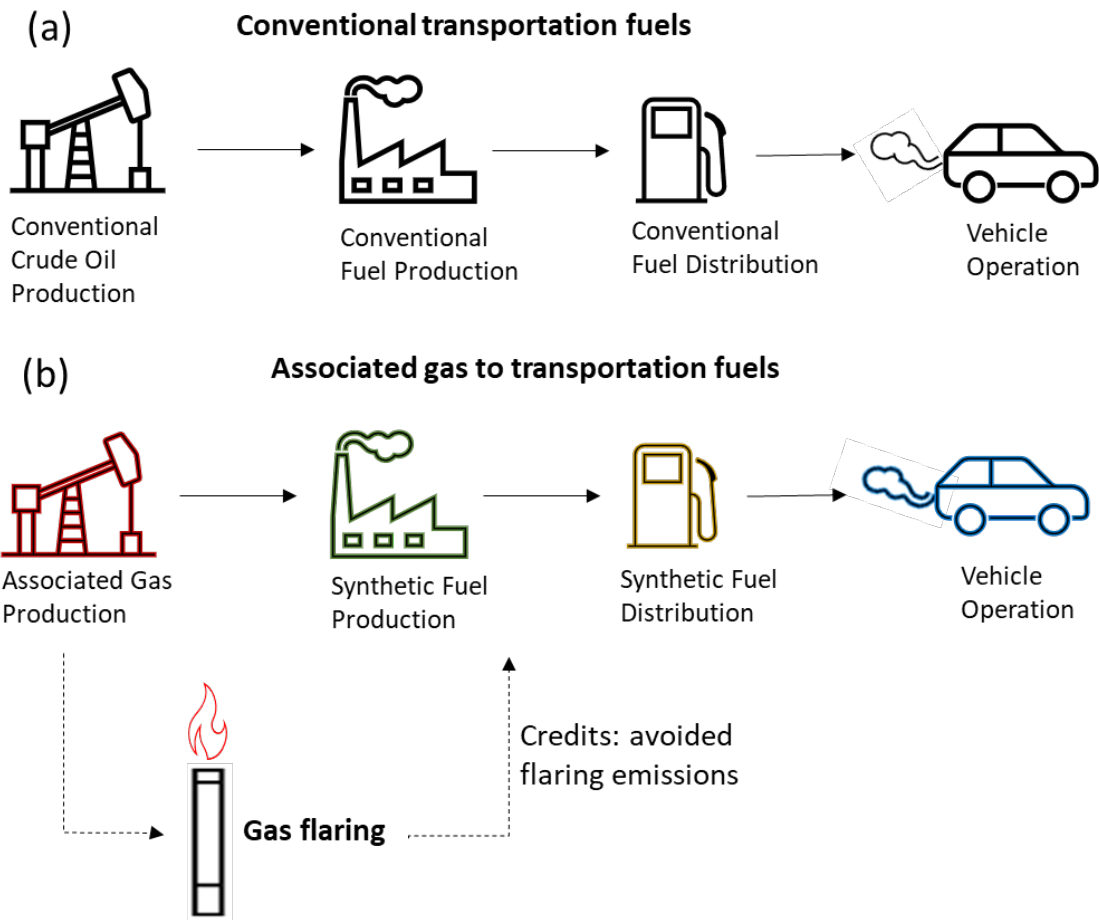 (a)
Conventional transportation fuels
Conventional
Crude Oil
Production
Conventional
Fuel Production
Conventional
Fuel Distribution
Vehicle
Operation
(b)
Associated gas to transportation fuels
Associated Gas
Production
Synthetic Fuel
Production
Synthetic Fuel
Distribution
Vehicle
Operation
Credits: avoided
flaring emissions
Gas flaring